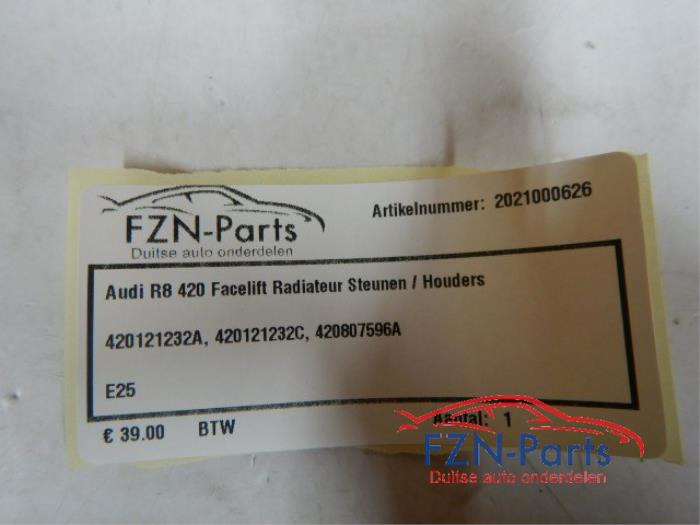 FZN-Parts
Duitse auto onderdelen
Artikelnummer: 2021000626
Audi R8 420 Facelift Radiateur Steunen / Houders
420121232A, 420121232C, 420807596A
E25
€ 39.00 BTW
Aantal: 1
FZN-Parts
Duitse auto onderdelen